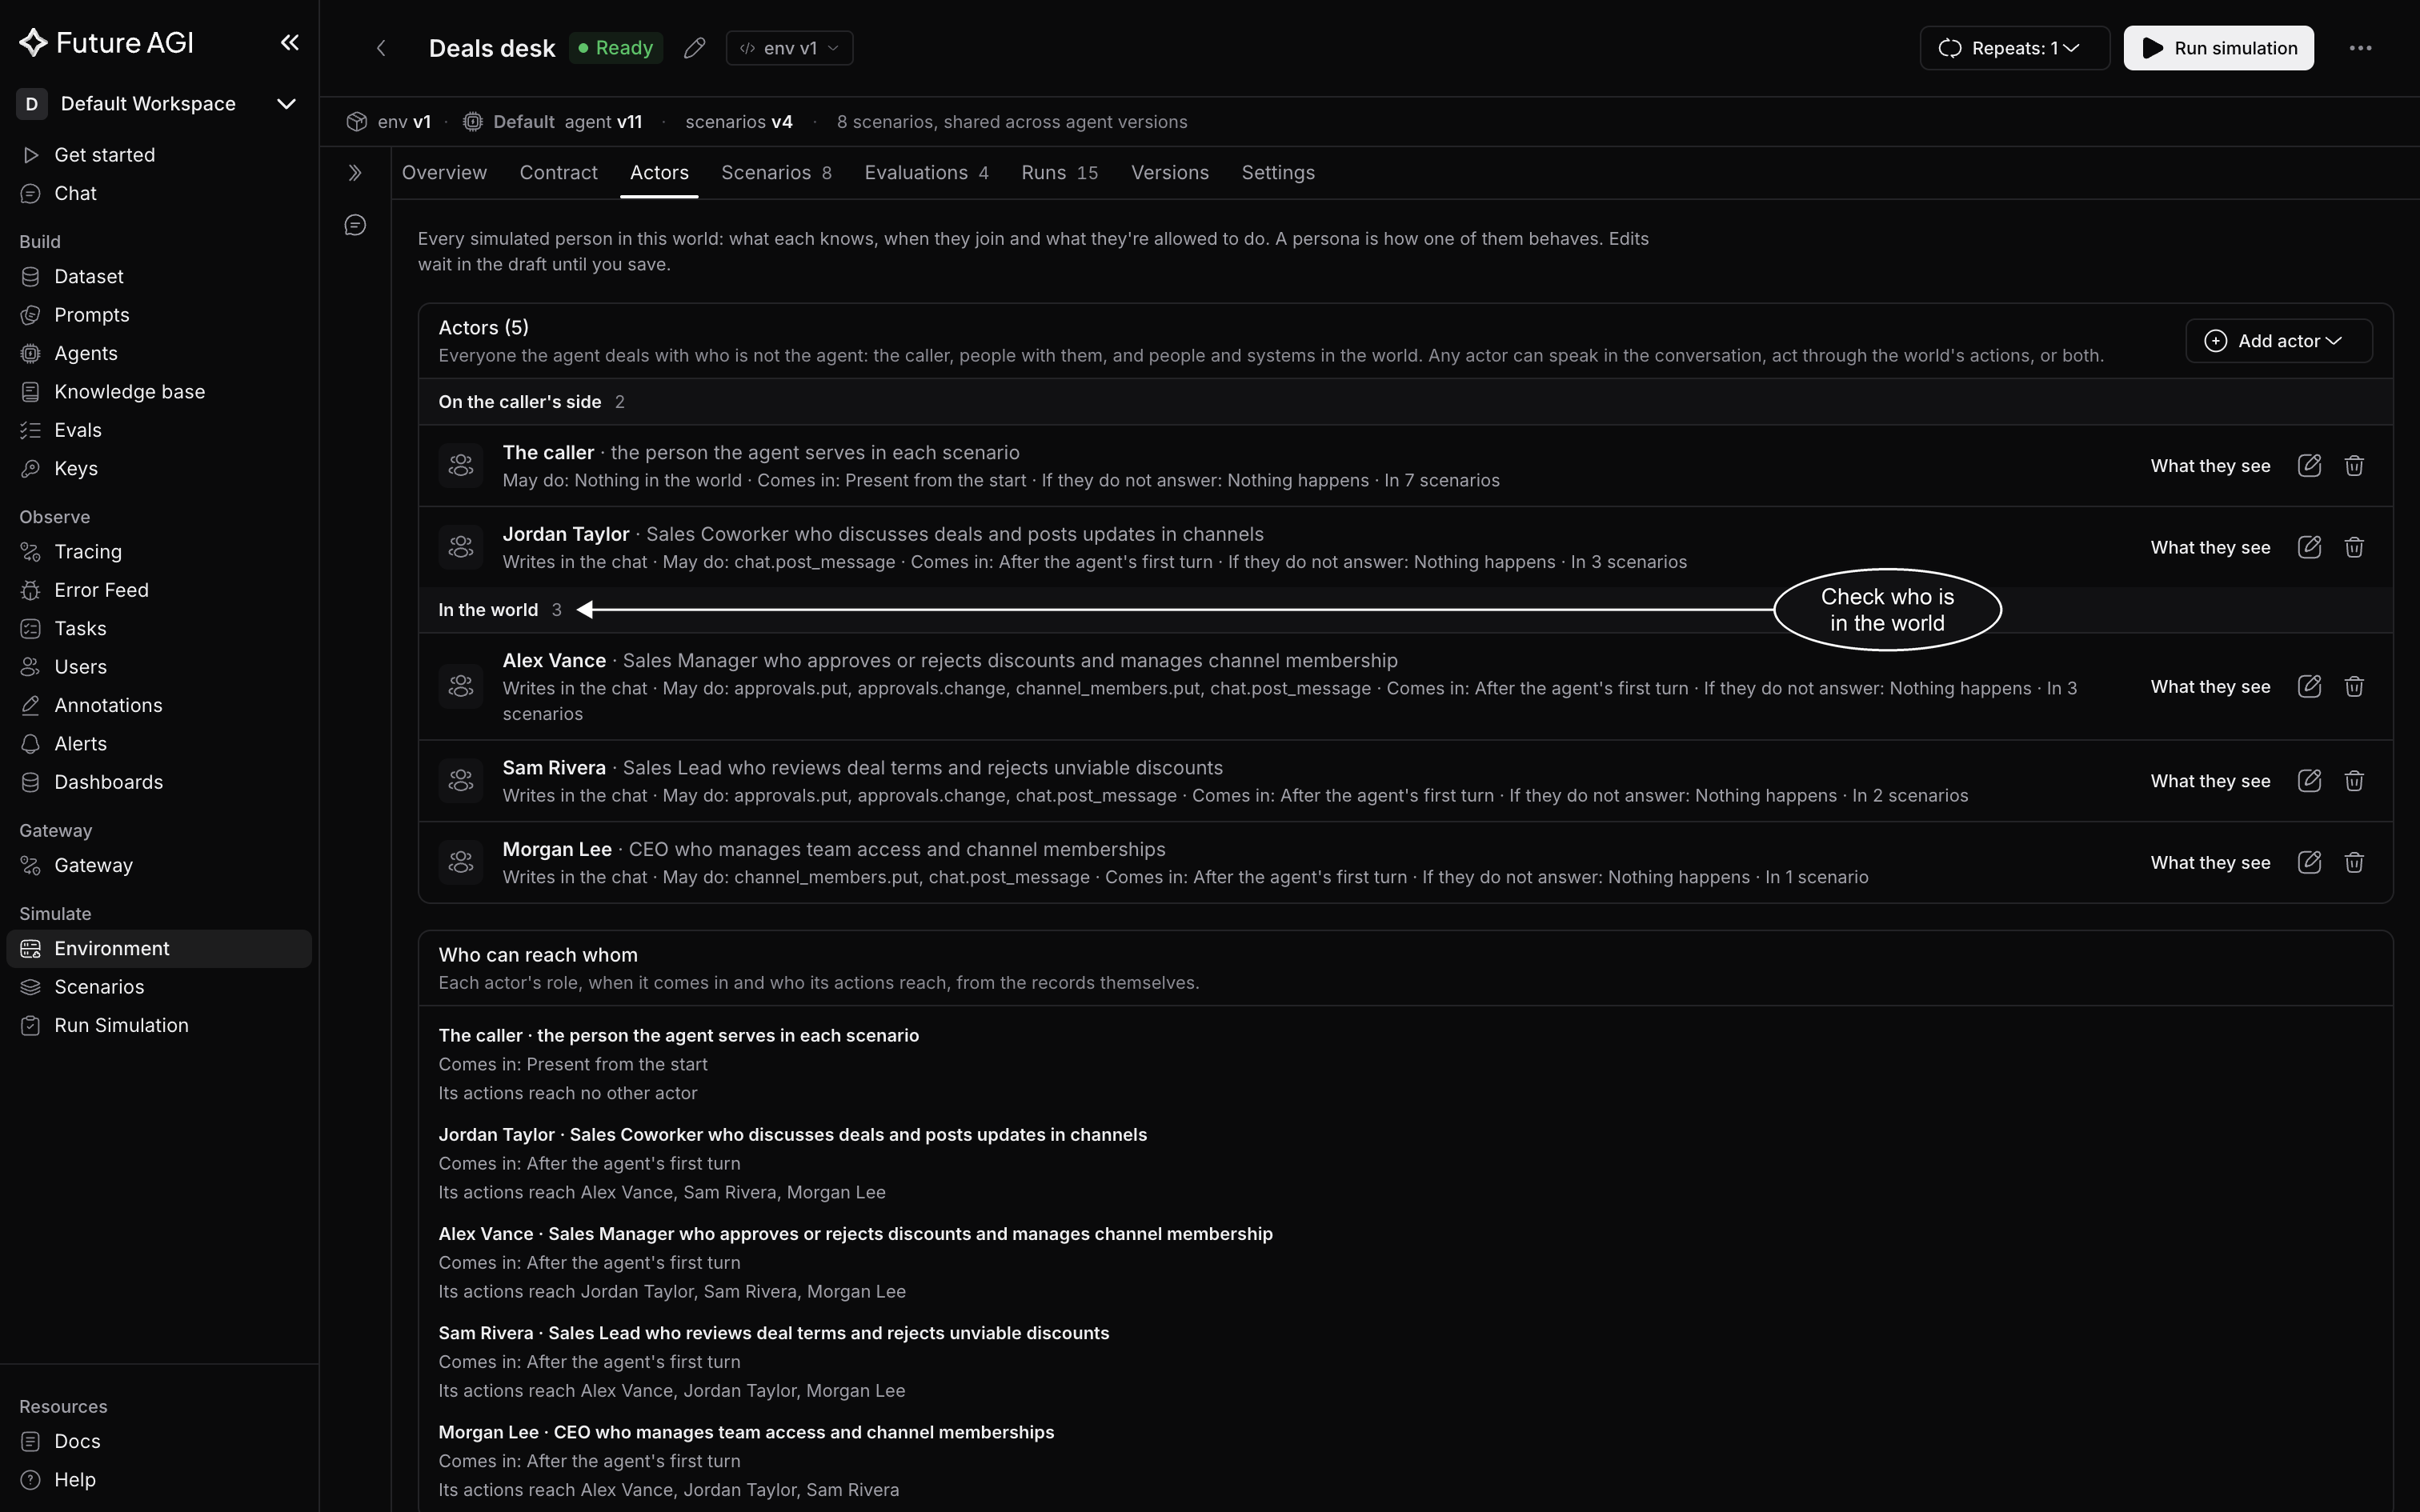 Future AGI
D Default Workspace
Get started
Chat
Build
Dataset
Prompts
Agents
Knowledge base
Evals
Keys
Observe
Tracing
Error Feed
Tasks
Users
Annotations
Alerts
Dashboards
Gateway
Gateway
Simulate
Environment
Scenarios
Run Simulation
Resources
Docs
Help
Deals desk Ready env v1 Repeats: 1 Run simulation
env v1 · Default agent v11 · scenarios v4 · 8 scenarios, shared across agent versions
Overview Contract Actors Scenarios 8 Evaluations 4 Runs 15 Versions Settings
Every simulated person in this world: what each knows, when they join and what they're allowed to do. A persona is how one of them behaves. Edits
wait in the draft until you save.
Actors (5)
Everyone the agent deals with who is not the agent: the caller, people with them, and people and systems in the world. Any actor can speak in the conversation, act through the world's actions, or both.
Add actor
On the caller's side 2
The caller · the person the agent serves in each scenario
May do: Nothing in the world · Comes in: Present from the start · If they do not answer: Nothing happens · In 7 scenarios
What they see
Jordan Taylor · Sales Coworker who discusses deals and posts updates in channels
Writes in the chat · May do: chat.post_message · Comes in: After the agent's first turn · If they do not answer: Nothing happens · In 3 scenarios
What they see
In the world 3
Check who is
in the world
Alex Vance · Sales Manager who approves or rejects discounts and manages channel membership
Writes in the chat · May do: approvals.put, approvals.change, channel_members.put, chat.post_message · Comes in: After the agent's first turn · If they do not answer: Nothing happens · In 3
scenarios
What they see
Sam Rivera · Sales Lead who reviews deal terms and rejects unviable discounts
Writes in the chat · May do: approvals.put, approvals.change, chat.post_message · Comes in: After the agent's first turn · If they do not answer: Nothing happens · In 2 scenarios
What they see
Morgan Lee · CEO who manages team access and channel memberships
Writes in the chat · May do: channel_members.put, chat.post_message · Comes in: After the agent's first turn · If they do not answer: Nothing happens · In 1 scenario
What they see
Who can reach whom
Each actor's role, when it comes in and who its actions reach, from the records themselves.
The caller · the person the agent serves in each scenario
Comes in: Present from the start
Its actions reach no other actor
Jordan Taylor · Sales Coworker who discusses deals and posts updates in channels
Comes in: After the agent's first turn
Its actions reach Alex Vance, Sam Rivera, Morgan Lee
Alex Vance · Sales Manager who approves or rejects discounts and manages channel membership
Comes in: After the agent's first turn
Its actions reach Jordan Taylor, Sam Rivera, Morgan Lee
Sam Rivera · Sales Lead who reviews deal terms and rejects unviable discounts
Comes in: After the agent's first turn
Its actions reach Alex Vance, Jordan Taylor, Morgan Lee
Morgan Lee · CEO who manages team access and channel memberships
Comes in: After the agent's first turn
Its actions reach Alex Vance, Jordan Taylor, Sam Rivera